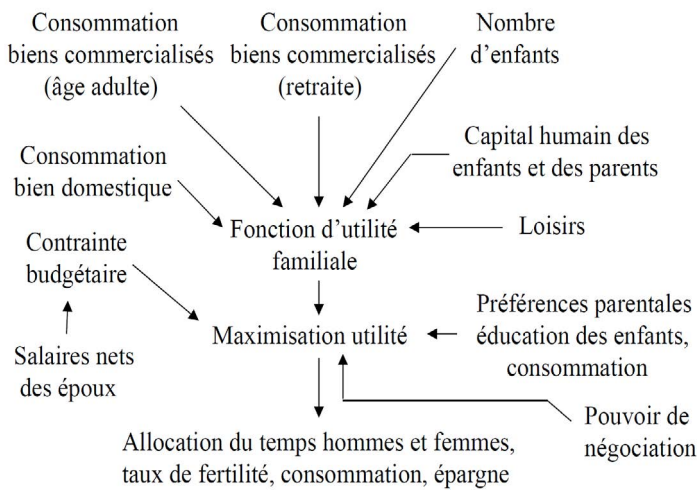 Consommation
biens commercialisés
(âge adulte)
Consommation
biens commercialisés
(retraite)
Nombre
d'enfants
Capital humain des
enfants et des parents
Consommation
bien domestique
Fonction d'utilité
familiale
Loisirs
Contrainte
budgétaire
Maximisation utilité
Préférences parentales
éducation des enfants,
consommation
Salaires nets
des époux
Pouvoir de
négociation
Allocation du temps hommes et femmes,
taux de fertilité, consommation, épargne